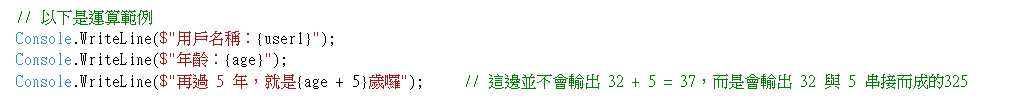 // 以下是運算範例
Console.WriteLine($"用戶名稱：{user1}");
Console.WriteLine($"年齡：{age}");
Console.WriteLine($"再過 5 年，就是{age + 5}歲囉");     // 這邊並不會輸出 32 + 5 = 37，而是會輸出 32 與 5 串接而成的325